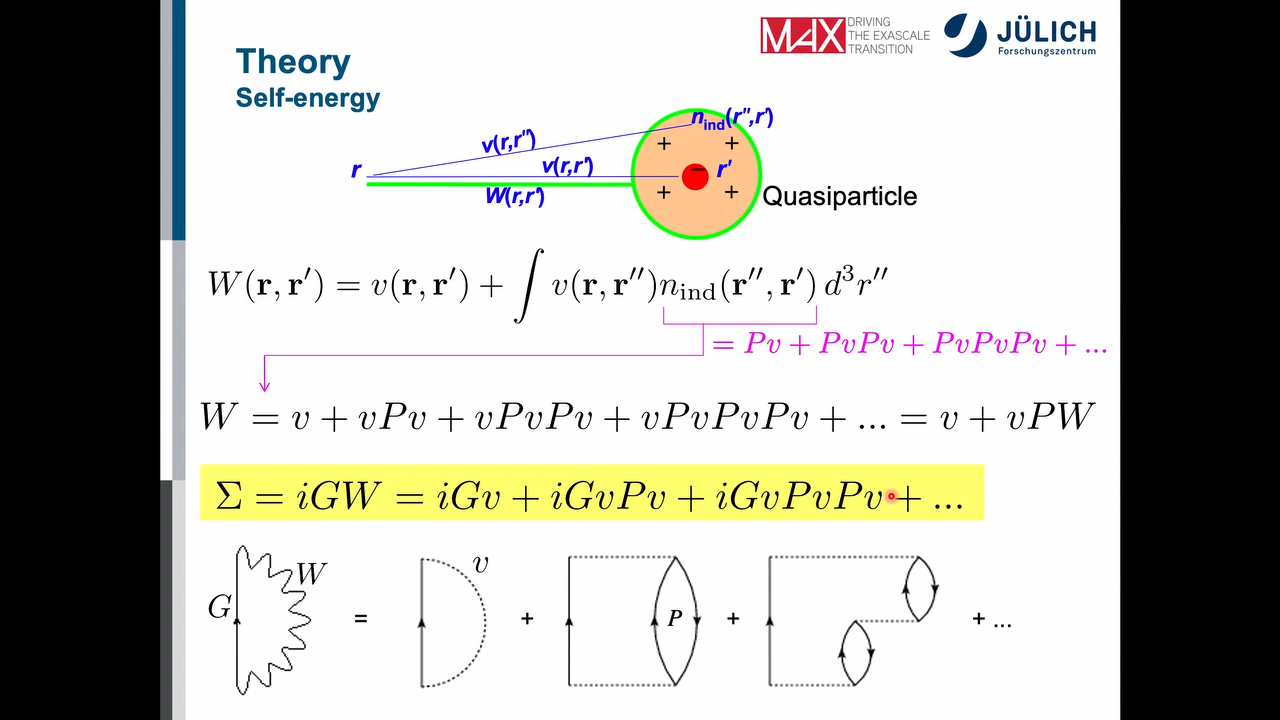 MAX DRIVING THE EXASCALE TRANSITION
JÜLICH
Forschungszentrum
Theory
Self-energy
n_ind(r'',r')
v(r,r'')
+ +
r v(r,r') − r'
W(r,r') + + Quasiparticle
W(r, r′) = v(r, r′) + ∫ v(r, r′′)n_ind(r′′, r′) d³r′′
= Pv + PvPv + PvPvPv + ...
W = v + vPv + vPvPv + vPvPvPv + ... = v + vPW
Σ = iGW = iGv + iGvPv + iGvPvPv + ...
G W = v + P + + ...